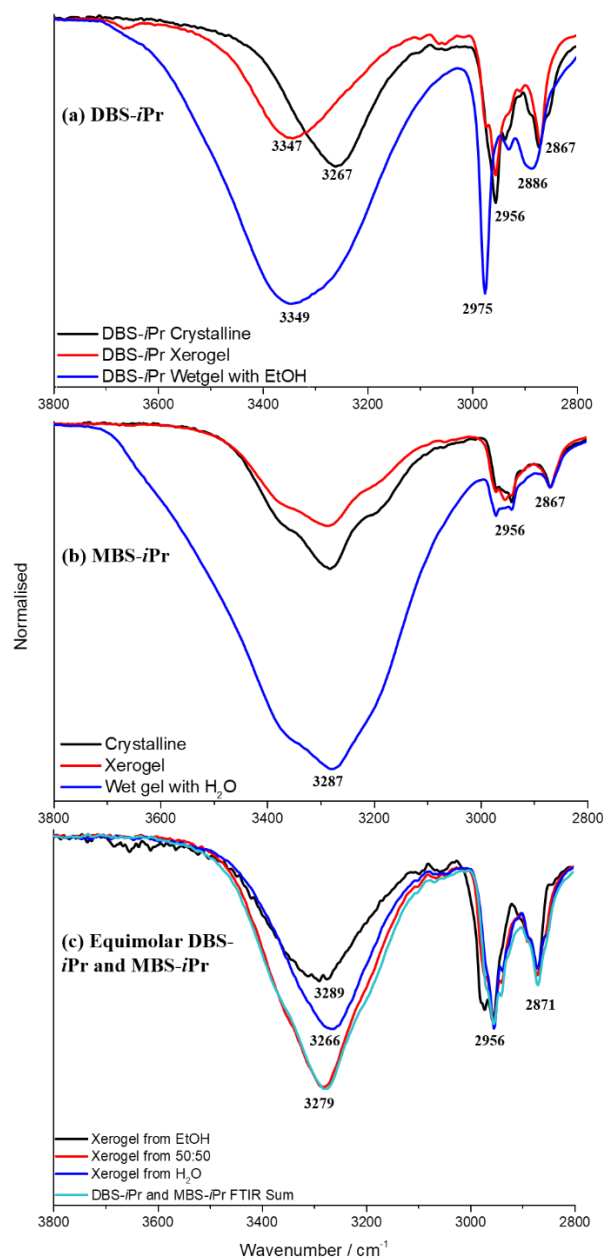 (a) DBS-iPr
3347
3267
2867
2956
2886
2975
3349
DBS-iPr Crystalline
DBS-iPr Xerogel
DBS-iPr Wetgel with EtOH
3800 3600 3400 3200 3000 2800
(b) MBS-iPr
2956
2867
3287
Crystalline
Xerogel
Wet gel with H₂O
3800 3600 3400 3200 3000 2800
Normalised
(c) Equimolar DBS-
iPr and MBS-iPr
3289
3266
3279
2956
2871
Xerogel from EtOH
Xerogel from 50:50
Xerogel from H₂O
DBS-iPr and MBS-iPr FTIR Sum
3800 3600 3400 3200 3000 2800
Wavenumber / cm⁻¹